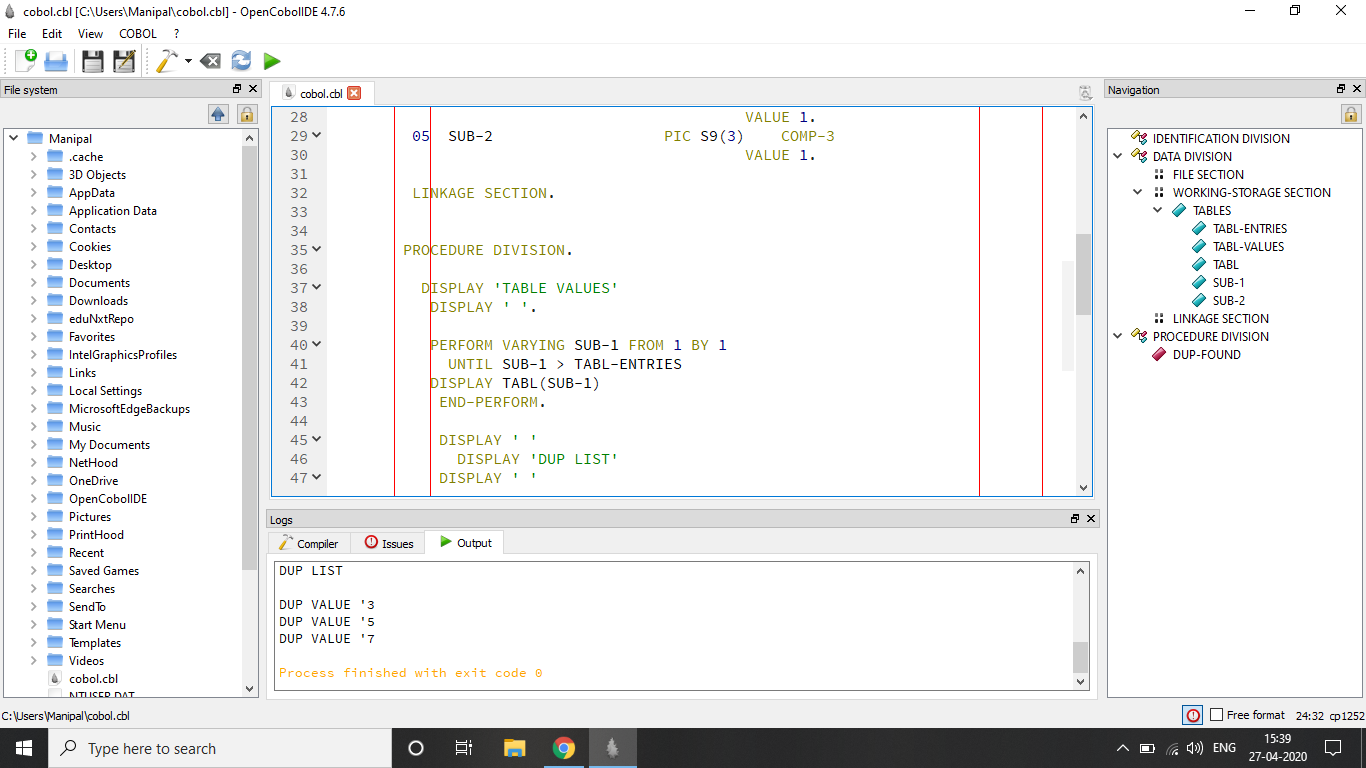 cobol.cbl [C:\Users\Manipal\cobol.cbl] - OpenCobolIDE 4.7.6
File Edit View COBOL ?
File system
Manipal
.cache
3D Objects
AppData
Application Data
Contacts
Cookies
Desktop
Documents
Downloads
eduNxtRepo
Favorites
IntelGraphicsProfiles
Links
Local Settings
MicrosoftEdgeBackups
Music
My Documents
NetHood
OneDrive
OpenCobolIDE
Pictures
PrintHood
Recent
Saved Games
Searches
SendTo
Start Menu
Templates
Videos
cobol.cbl
NTUSER.DAT
cobol.cbl
28 VALUE 1.
29 05 SUB-2 PIC S9(3) COMP-3
30 VALUE 1.
31
32 LINKAGE SECTION.
33
34
35 PROCEDURE DIVISION.
36
37 DISPLAY 'TABLE VALUES'
38 DISPLAY ' '.
39
40 PERFORM VARYING SUB-1 FROM 1 BY 1
41 UNTIL SUB-1 > TABL-ENTRIES
42 DISPLAY TABL(SUB-1)
43 END-PERFORM.
44
45 DISPLAY ' '
46 DISPLAY 'DUP LIST'
47 DISPLAY ' '
Logs
Compiler Issues Output
DUP LIST
DUP VALUE '3
DUP VALUE '5
DUP VALUE '7
Process finished with exit code 0
Navigation
IDENTIFICATION DIVISION
DATA DIVISION
FILE SECTION
WORKING-STORAGE SECTION
TABLES
TABL-ENTRIES
TABL-VALUES
TABL
SUB-1
SUB-2
LINKAGE SECTION
PROCEDURE DIVISION
DUP-FOUND
C:\Users\Manipal\cobol.cbl Free format 24:32 cp1252
Type here to search
ENG
15:39
27-04-2020